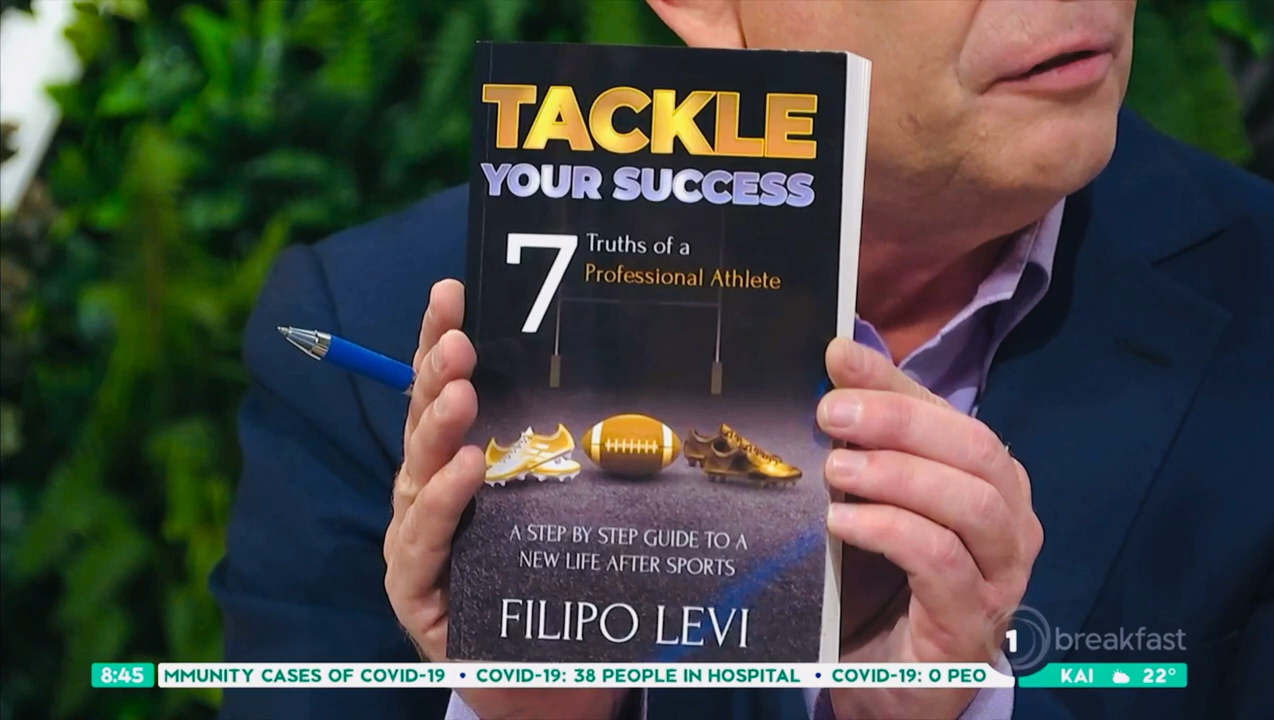 TACKLE
YOUR SUCCESS
7 Truths of a
Professional Athlete
A STEP BY STEP GUIDE TO A
NEW LIFE AFTER SPORTS
FILIPO LEVI
1 breakfast
8:45 MMUNITY CASES OF COVID-19 • COVID-19: 38 PEOPLE IN HOSPITAL • COVID-19: 0 PEO KAI 22°